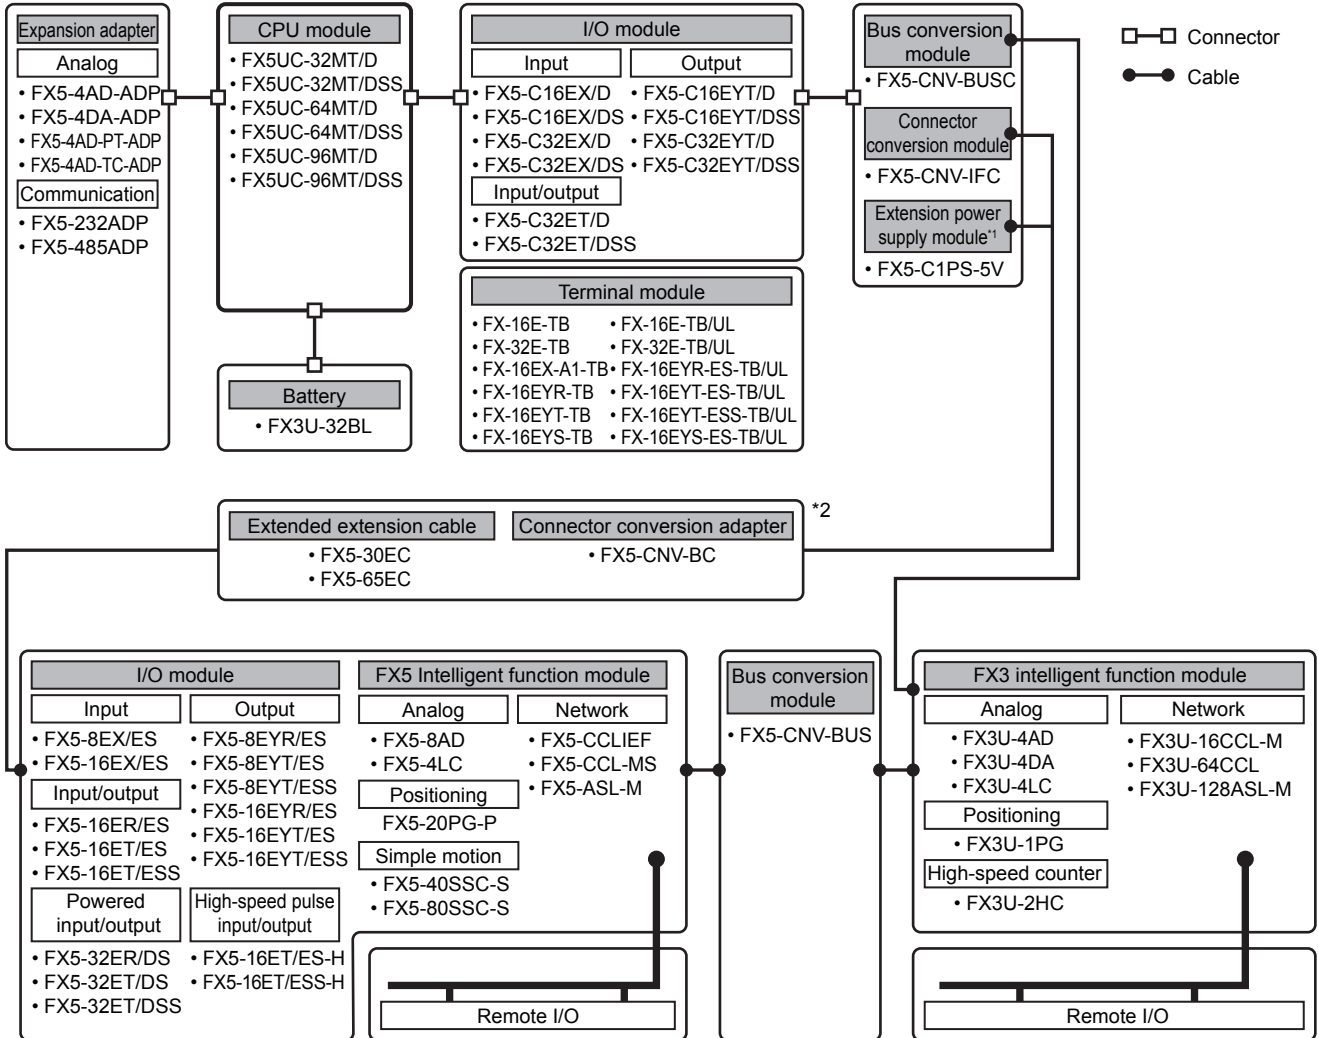 Expansion adapter
Analog
• FX5-4AD-ADP
• FX5-4DA-ADP
• FX5-4AD-PT-ADP
• FX5-4AD-TC-ADP
Communication
• FX5-232ADP
• FX5-485ADP
CPU module
• FX5UC-32MT/D
• FX5UC-32MT/DSS
• FX5UC-64MT/D
• FX5UC-64MT/DSS
• FX5UC-96MT/D
• FX5UC-96MT/DSS
Battery
• FX3U-32BL
I/O module
Input
• FX5-C16EX/D
• FX5-C16EX/DS
• FX5-C32EX/D
• FX5-C32EX/DS
Output
• FX5-C16EYT/D
• FX5-C16EYT/DSS
• FX5-C32EYT/D
• FX5-C32EYT/DSS
Input/output
• FX5-C32ET/D
• FX5-C32ET/DSS
Terminal module
• FX-16E-TB
• FX-32E-TB
• FX-16EX-A1-TB
• FX-16EYR-TB
• FX-16EYT-TB
• FX-16EYS-TB
• FX-16E-TB/UL
• FX-32E-TB/UL
• FX-16EYR-ES-TB/UL
• FX-16EYT-ES-TB/UL
• FX-16EYT-ESS-TB/UL
• FX-16EYS-ES-TB/UL
Bus conversion
module
• FX5-CNV-BUSC
Connector
conversion module
• FX5-CNV-IFC
Extension power
supply module*1
• FX5-C1PS-5V
Connector
Cable
Extended extension cable
• FX5-30EC
• FX5-65EC
Connector conversion adapter
• FX5-CNV-BC
*2
I/O module
Input
• FX5-8EX/ES
• FX5-16EX/ES
Input/output
• FX5-16ER/ES
• FX5-16ET/ES
• FX5-16ET/ESS
Powered
input/output
• FX5-32ER/DS
• FX5-32ET/DS
• FX5-32ET/DSS
Output
• FX5-8EYR/ES
• FX5-8EYT/ES
• FX5-8EYT/ESS
• FX5-16EYR/ES
• FX5-16EYT/ES
• FX5-16EYT/ESS
High-speed pulse
input/output
• FX5-16ET/ES-H
• FX5-16ET/ESS-H
FX5 Intelligent function module
Analog
• FX5-8AD
• FX5-4LC
Positioning
FX5-20PG-P
Simple motion
• FX5-40SSC-S
• FX5-80SSC-S
Network
• FX5-CCLIEF
• FX5-CCL-MS
• FX5-ASL-M
Remote I/O
Bus conversion
module
• FX5-CNV-BUS
FX3 intelligent function module
Analog
• FX3U-4AD
• FX3U-4DA
• FX3U-4LC
Positioning
• FX3U-1PG
High-speed counter
• FX3U-2HC
Network
• FX3U-16CCL-M
• FX3U-64CCL
• FX3U-128ASL-M
Remote I/O